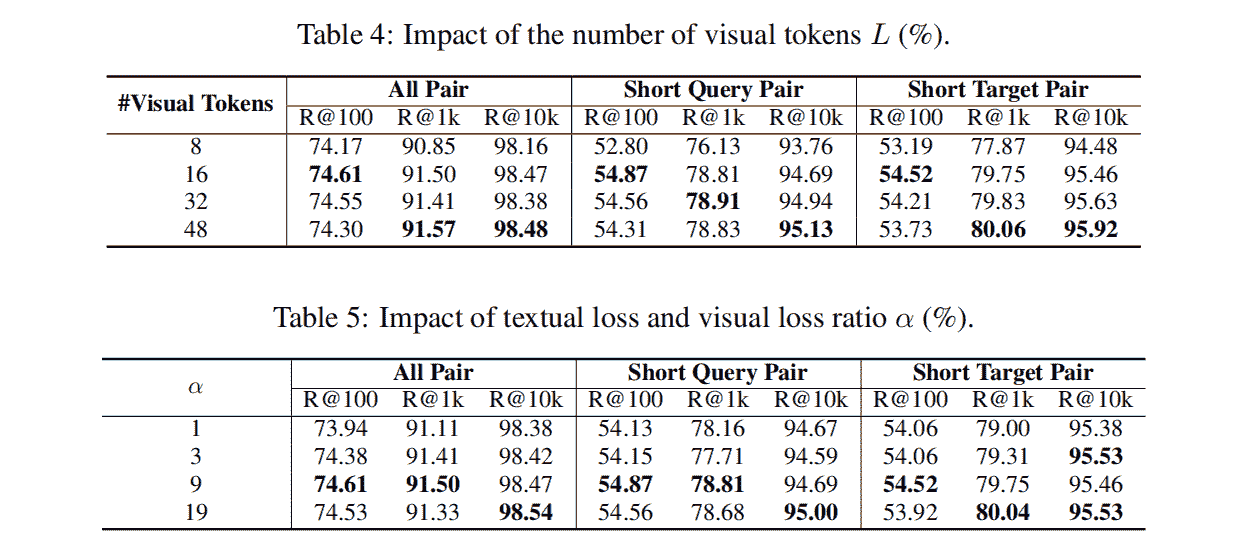 Table 4: Impact of the number of visual tokens L (%).
#Visual Tokens All Pair Short Query Pair Short Target Pair
R@100 R@1k R@10k R@100 R@1k R@10k R@100 R@1k R@10k
8 74.17 90.85 98.16 52.80 76.13 93.76 53.19 77.87 94.48
16 74.61 91.50 98.47 54.87 78.81 94.69 54.52 79.75 95.46
32 74.55 91.41 98.38 54.56 78.91 94.94 54.21 79.83 95.63
48 74.30 91.57 98.48 54.31 78.83 95.13 53.73 80.06 95.92
Table 5: Impact of textual loss and visual loss ratio α (%).
α All Pair Short Query Pair Short Target Pair
R@100 R@1k R@10k R@100 R@1k R@10k R@100 R@1k R@10k
1 73.94 91.11 98.38 54.13 78.16 94.67 54.06 79.00 95.38
3 74.38 91.41 98.42 54.15 77.71 94.59 54.06 79.31 95.53
9 74.61 91.50 98.47 54.87 78.81 94.69 54.52 79.75 95.46
19 74.53 91.33 98.54 54.56 78.68 95.00 53.92 80.04 95.53